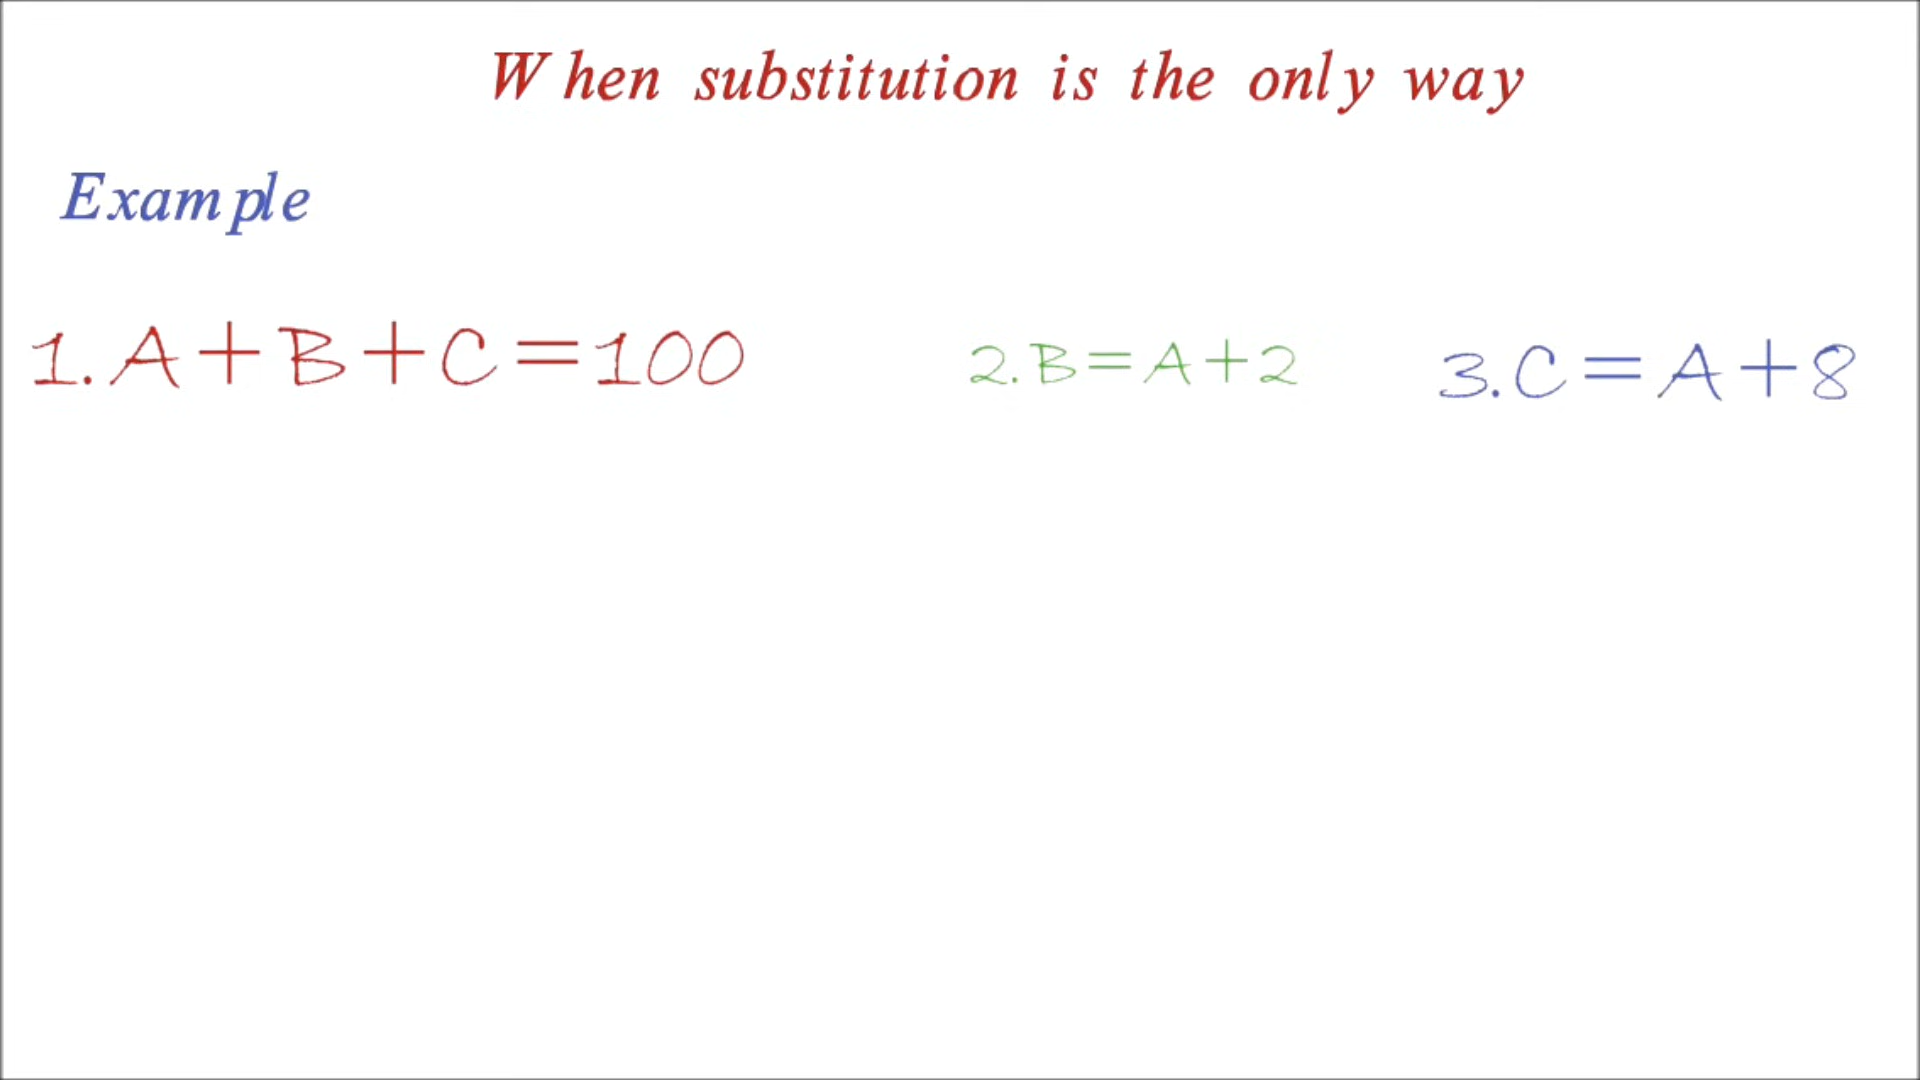 When substitution is the only way
Example
1. A+B+C=100 2. B=A+2 3. C=A+8